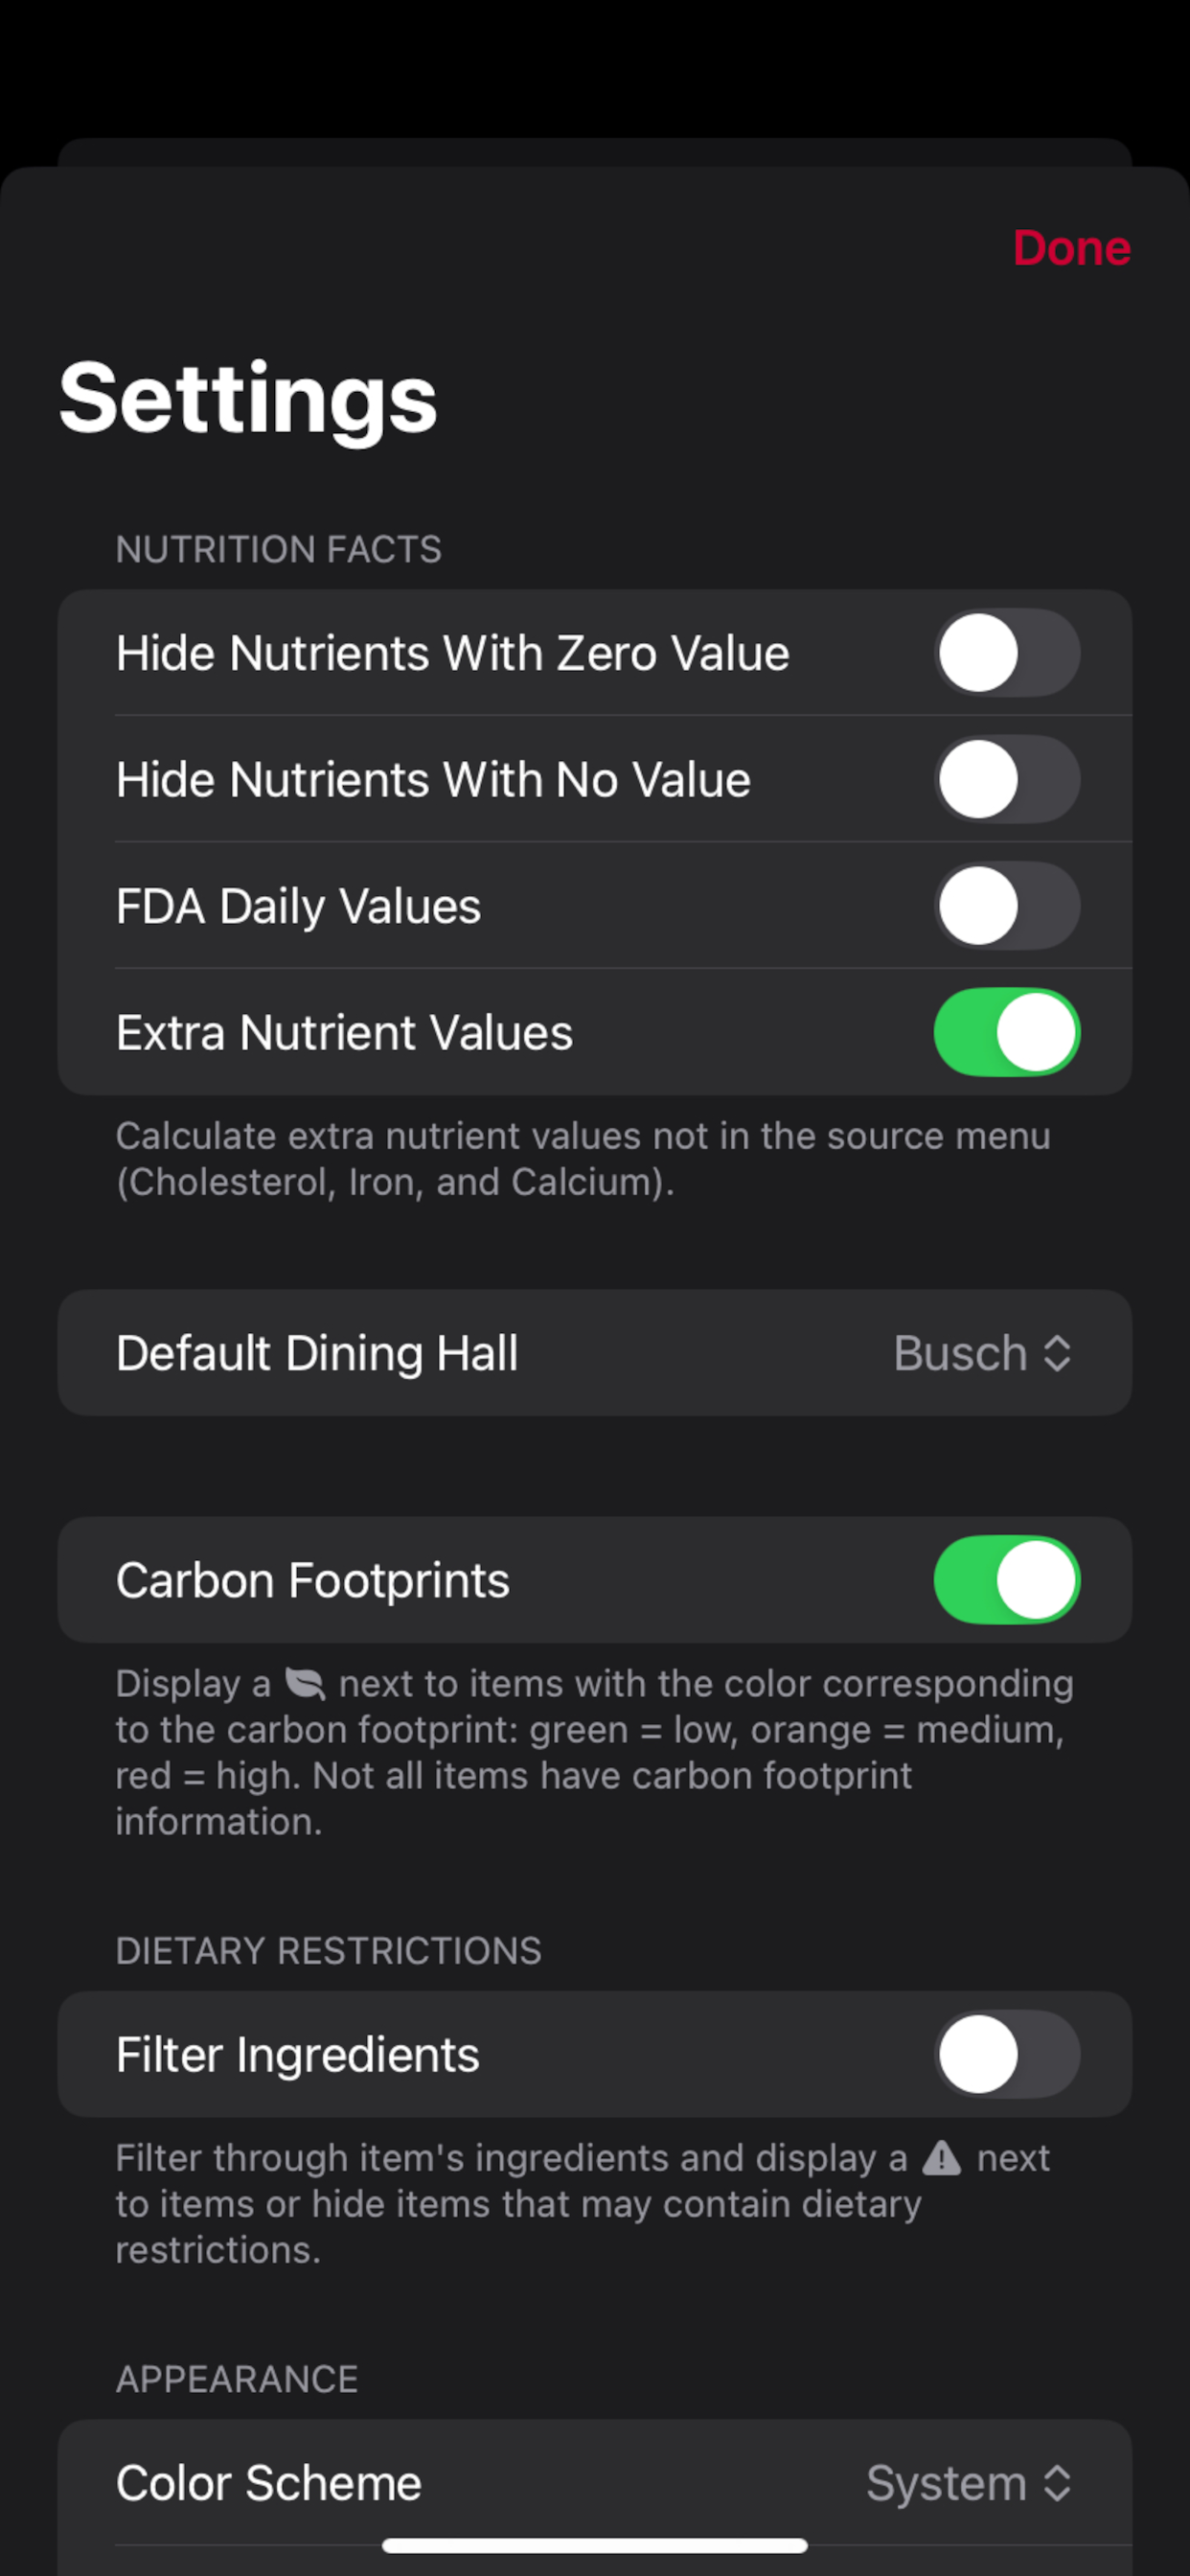 Done
Settings
NUTRITION FACTS
Hide Nutrients With Zero Value
Hide Nutrients With No Value
FDA Daily Values
Extra Nutrient Values
Calculate extra nutrient values not in the source menu
(Cholesterol, Iron, and Calcium).
Default Dining Hall Busch
Carbon Footprints
Display a next to items with the color corresponding
to the carbon footprint: green = low, orange = medium,
red = high. Not all items have carbon footprint
information.
DIETARY RESTRICTIONS
Filter Ingredients
Filter through item's ingredients and display a next
to items or hide items that may contain dietary
restrictions.
APPEARANCE
Color Scheme System